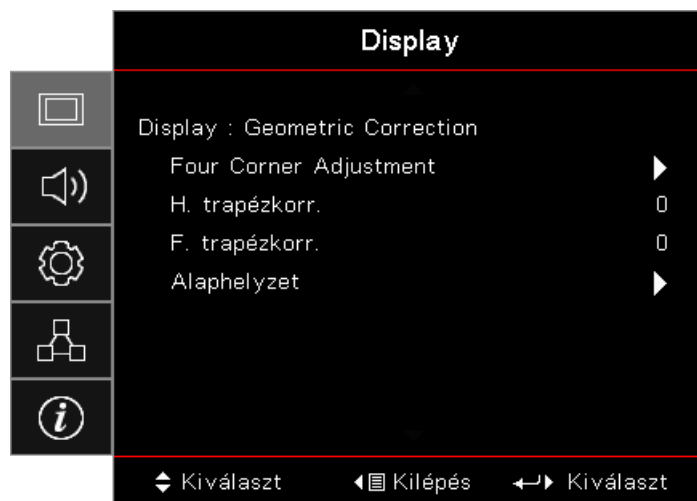 Display
Display : Geometric Correction
Four Corner Adjustment
H. trapézkorr. 0
F. trapézkorr. 0
Alaphelyzet
Kiválaszt Kilépés Kiválaszt